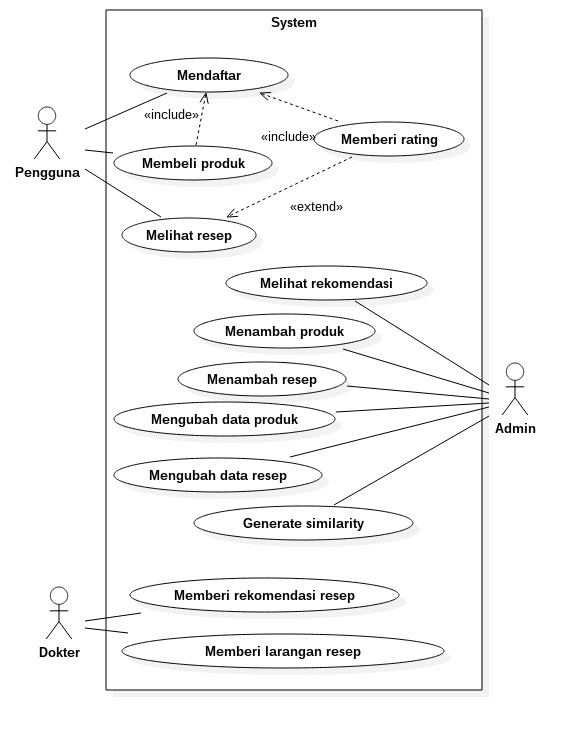 System
Mendaftar
«include»
«include»
Memberi rating
Pengguna
Membeli produk
«extend»
Melihat resep
Melihat rekomendasi
Menambah produk
Menambah resep
Mengubah data produk
Admin
Mengubah data resep
Generate similarity
Memberi rekomendasi resep
Dokter
Memberi larangan resep